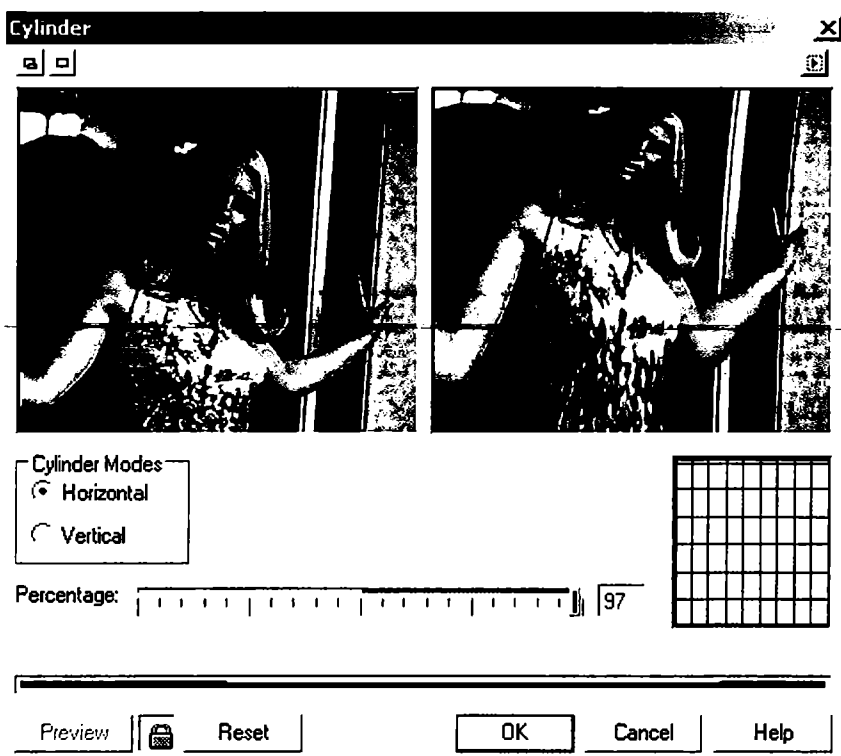 Cylinder
Cylinder Modes
Horizontal
Vertical
Percentage:
97
Preview
Reset
OK
Cancel
Help